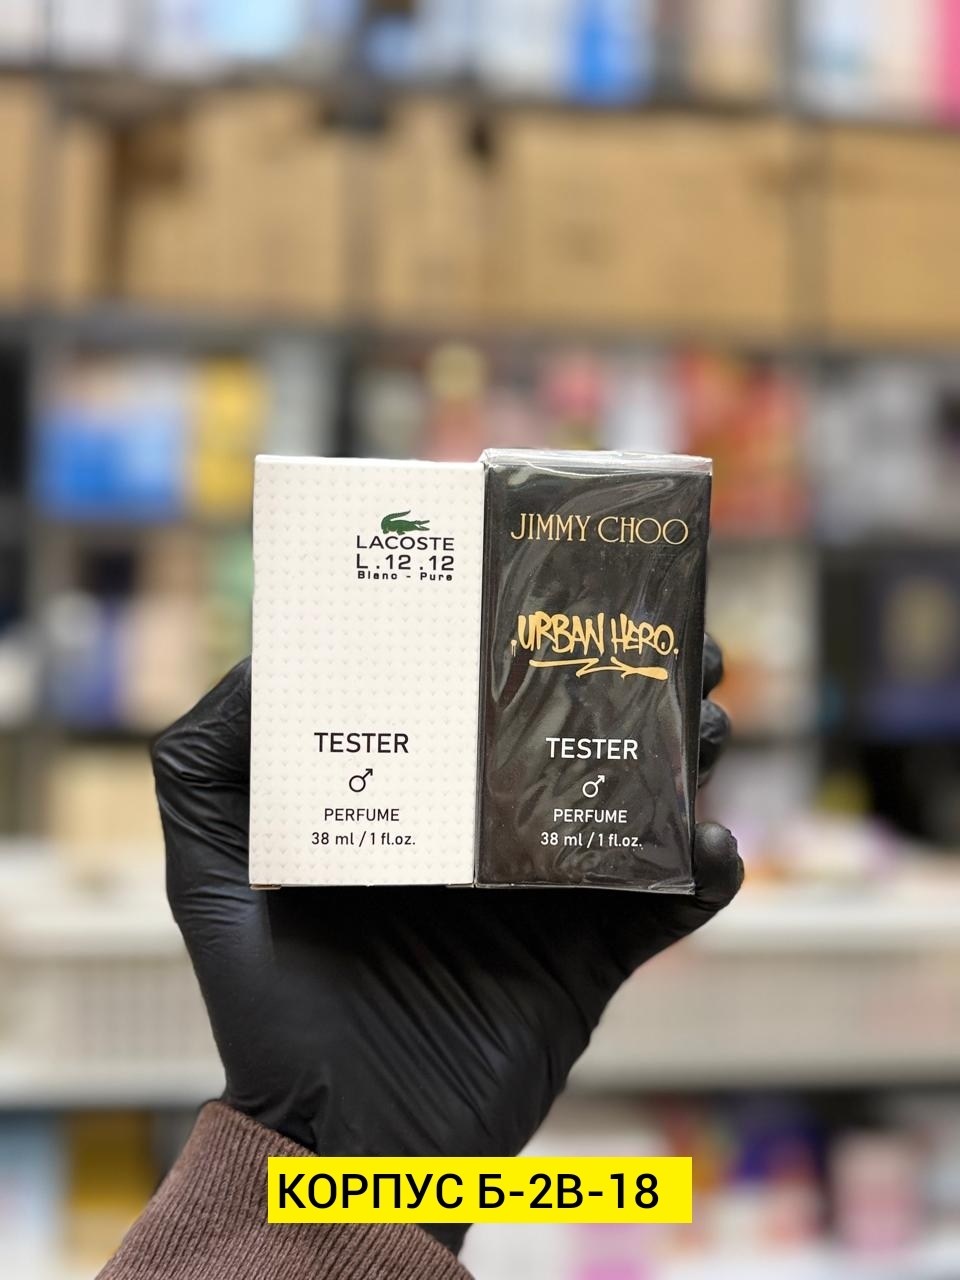 LACOSTE
L.12.12
Blanc - Pure
TESTER
PERFUME
38 ml / 1 fl.oz.
JIMMY CHOO
URBAN HERO.
TESTER
PERFUME
38 ml / 1 fl.oz.
КОРПУС Б-2В-18